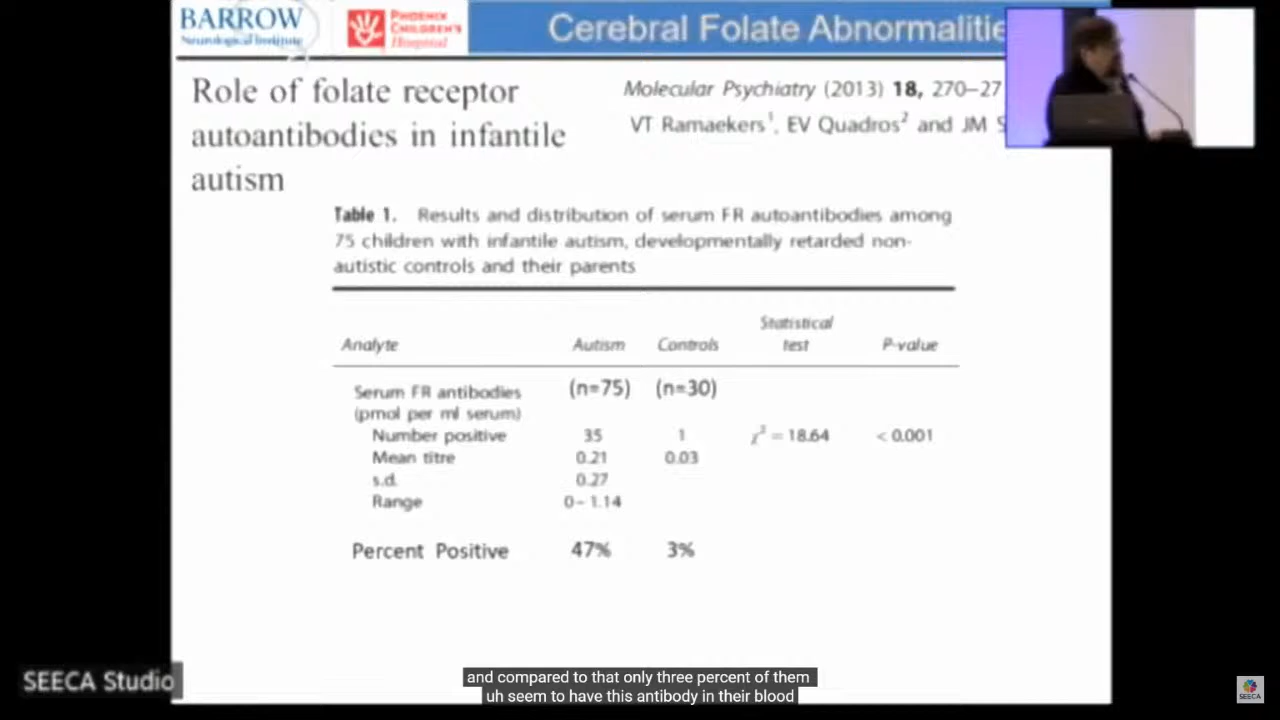 BARROW
Neurological Institute
PHOENIX
CHILDREN'S
Hospital
Cerebral Folate Abnormalitie
Role of folate receptor
autoantibodies in infantile
autism
Molecular Psychiatry (2013) 18, 270–27
VT Ramaekers¹, EV Quadros² and JM S
Table 1. Results and distribution of serum FR autoantibodies among
75 children with infantile autism, developmentally retarded non-
autistic controls and their parents
Analyte Autism Controls Statistical test P-value
Serum FR antibodies (n=75) (n=30)
(pmol per ml serum)
Number positive 35 1 χ² = 18.64 < 0.001
Mean titre 0.21 0.03
s.d. 0.27
Range 0–1.14
Percent Positive 47% 3%
SEECA Studio
and compared to that only three percent of them
uh seem to have this antibody in their blood
SEECA